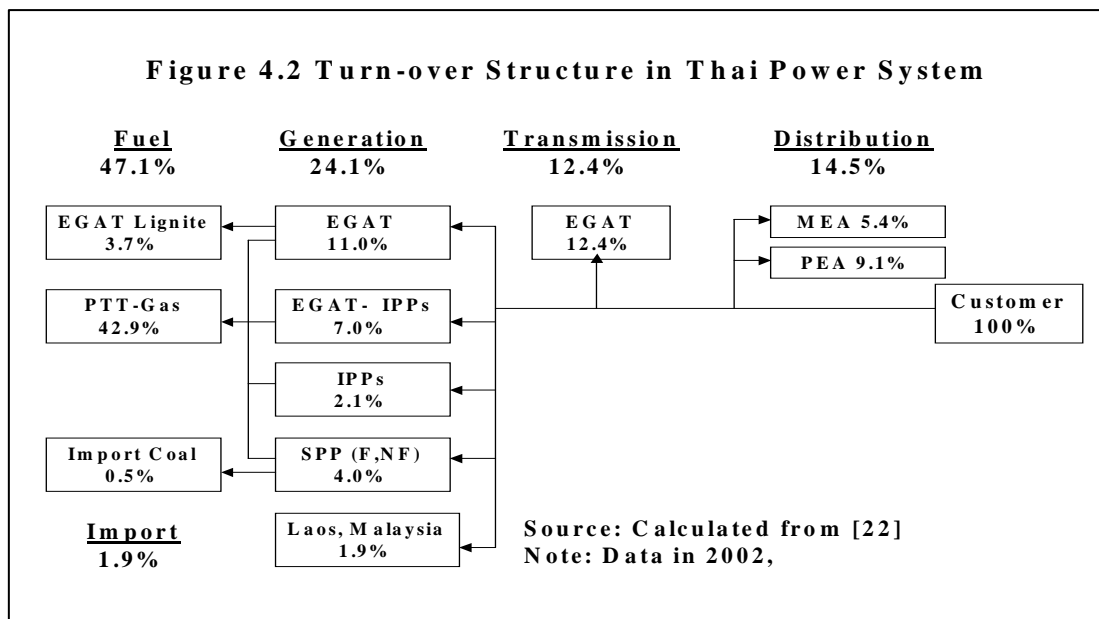 Figure 4.2 Turn-over Structure in Thai Power System
Fuel
47.1%
Generation
24.1%
Transmission
12.4%
Distribution
14.5%
EGAT Lignite
3.7%
EGAT
11.0%
EGAT
12.4%
MEA 5.4%
PEA 9.1%
PTT-Gas
42.9%
EGAT- IPPs
7.0%
Customer
100%
IPPs
2.1%
Import Coal
0.5%
SPP (F,NF)
4.0%
Import
1.9%
Laos, Malaysia
1.9%
Source: Calculated from [22]
Note: Data in 2002,